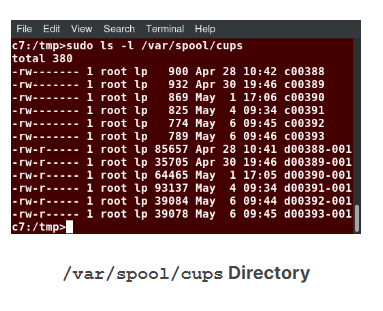 File Edit View Search Terminal Help
c7:/tmp>sudo ls -l /var/spool/cups
total 380
-rw------- 1 root lp   900 Apr 28 10:42 c00388
-rw------- 1 root lp   932 Apr 30 19:46 c00389
-rw------- 1 root lp   869 May  1 17:06 c00390
-rw------- 1 root lp   825 May  4 09:34 c00391
-rw------- 1 root lp   774 May  6 09:45 c00392
-rw------- 1 root lp   789 May  6 09:46 c00393
-rw-r----- 1 root lp 85657 Apr 28 10:41 d00388-001
-rw-r----- 1 root lp 35705 Apr 30 19:46 d00389-001
-rw-r----- 1 root lp 64465 May  1 17:05 d00390-001
-rw-r----- 1 root lp 93137 May  4 09:34 d00391-001
-rw-r----- 1 root lp 39084 May  6 09:44 d00392-001
-rw-r----- 1 root lp 39078 May  6 09:45 d00393-001
c7:/tmp>
/var/spool/cups Directory